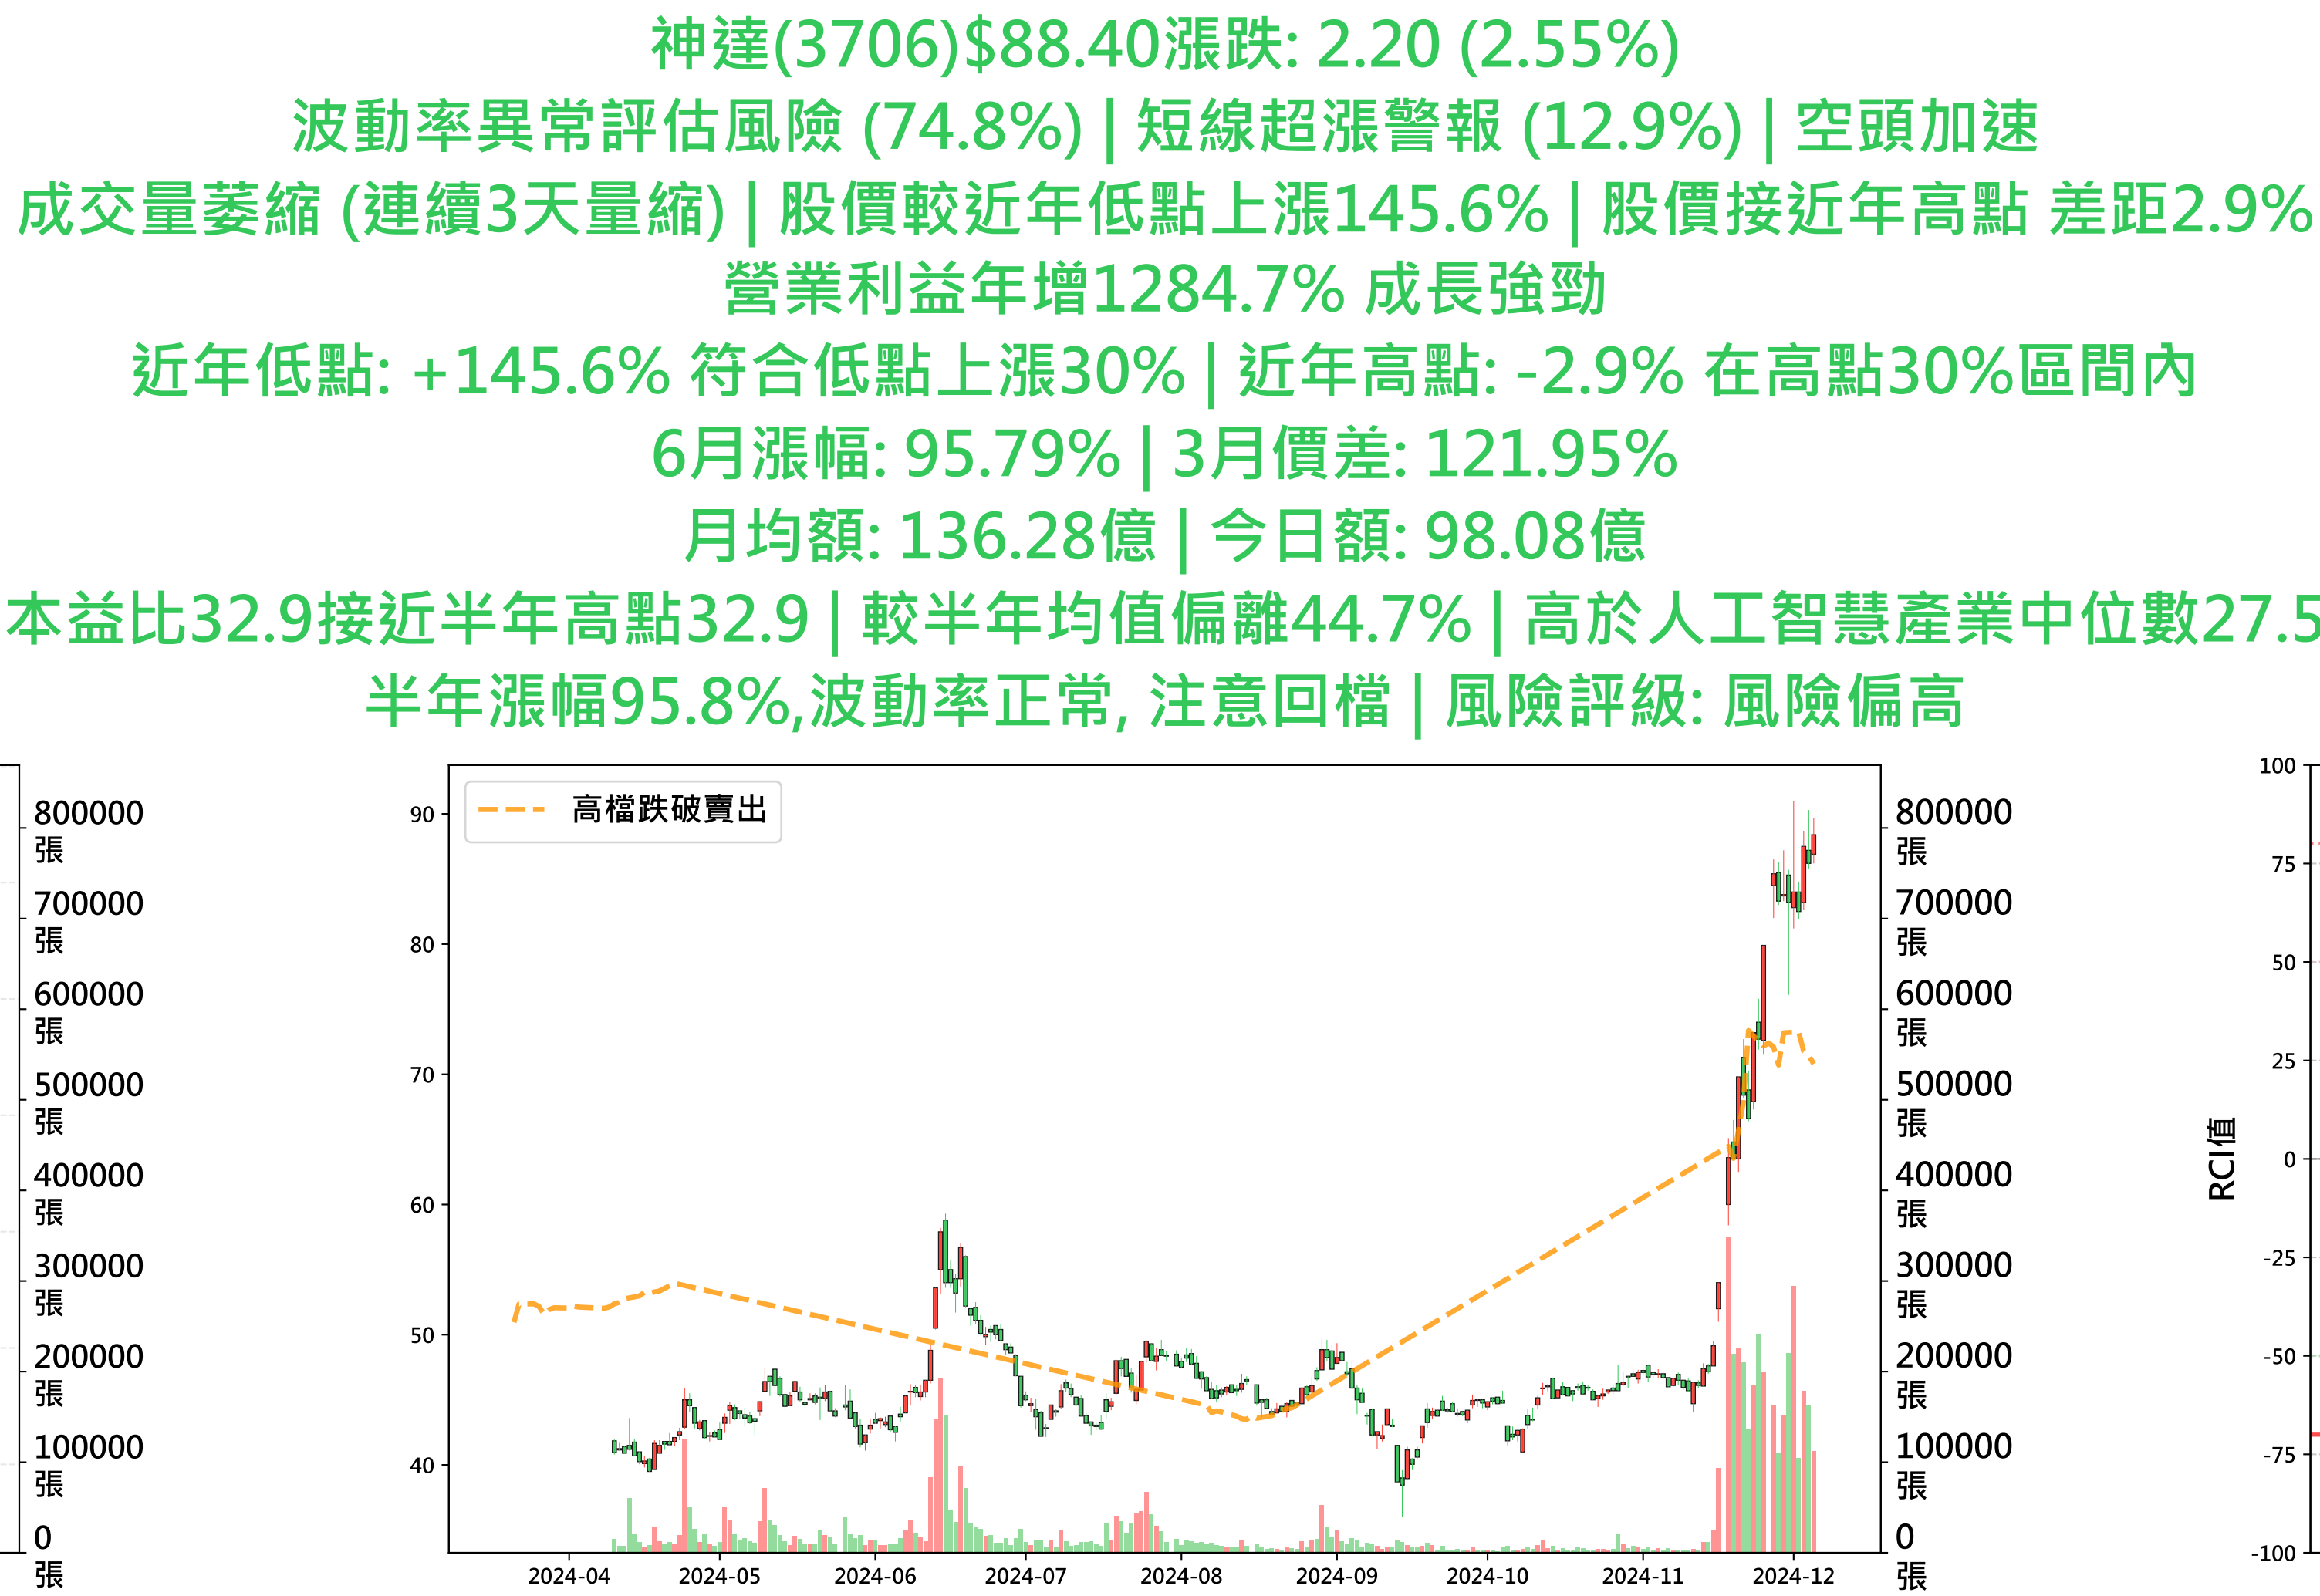 神達(3706)$88.40漲跌: 2.20 (2.55%)
波動率異常評估風險 (74.8%) | 短線超漲警報 (12.9%) | 空頭加速
成交量萎縮 (連續3天量縮) | 股價較近年低點上漲145.6% | 股價接近年高點 差距2.9%
營業利益年增1284.7% 成長強勁
近年低點: +145.6% 符合低點上漲30% | 近年高點: -2.9% 在高點30%區間內
6月漲幅: 95.79% | 3月價差: 121.95%
月均額: 136.28億 | 今日額: 98.08億
本益比32.9接近半年高點32.9 | 較半年均值偏離44.7% | 高於人工智慧產業中位數27.5
半年漲幅95.8%,波動率正常, 注意回檔 | 風險評級: 風險偏高
800000
張
700000
張
600000
張
500000
張
400000
張
300000
張
200000
張
100000
張
0
張
高檔跌破賣出
90
80
70
60
50
40
2024-04
2024-05
2024-06
2024-07
2024-08
2024-09
2024-10
2024-11
2024-12
800000
張
700000
張
600000
張
500000
張
400000
張
300000
張
200000
張
100000
張
0
張
RCI值
100
75
50
25
0
-25
-50
-75
-100